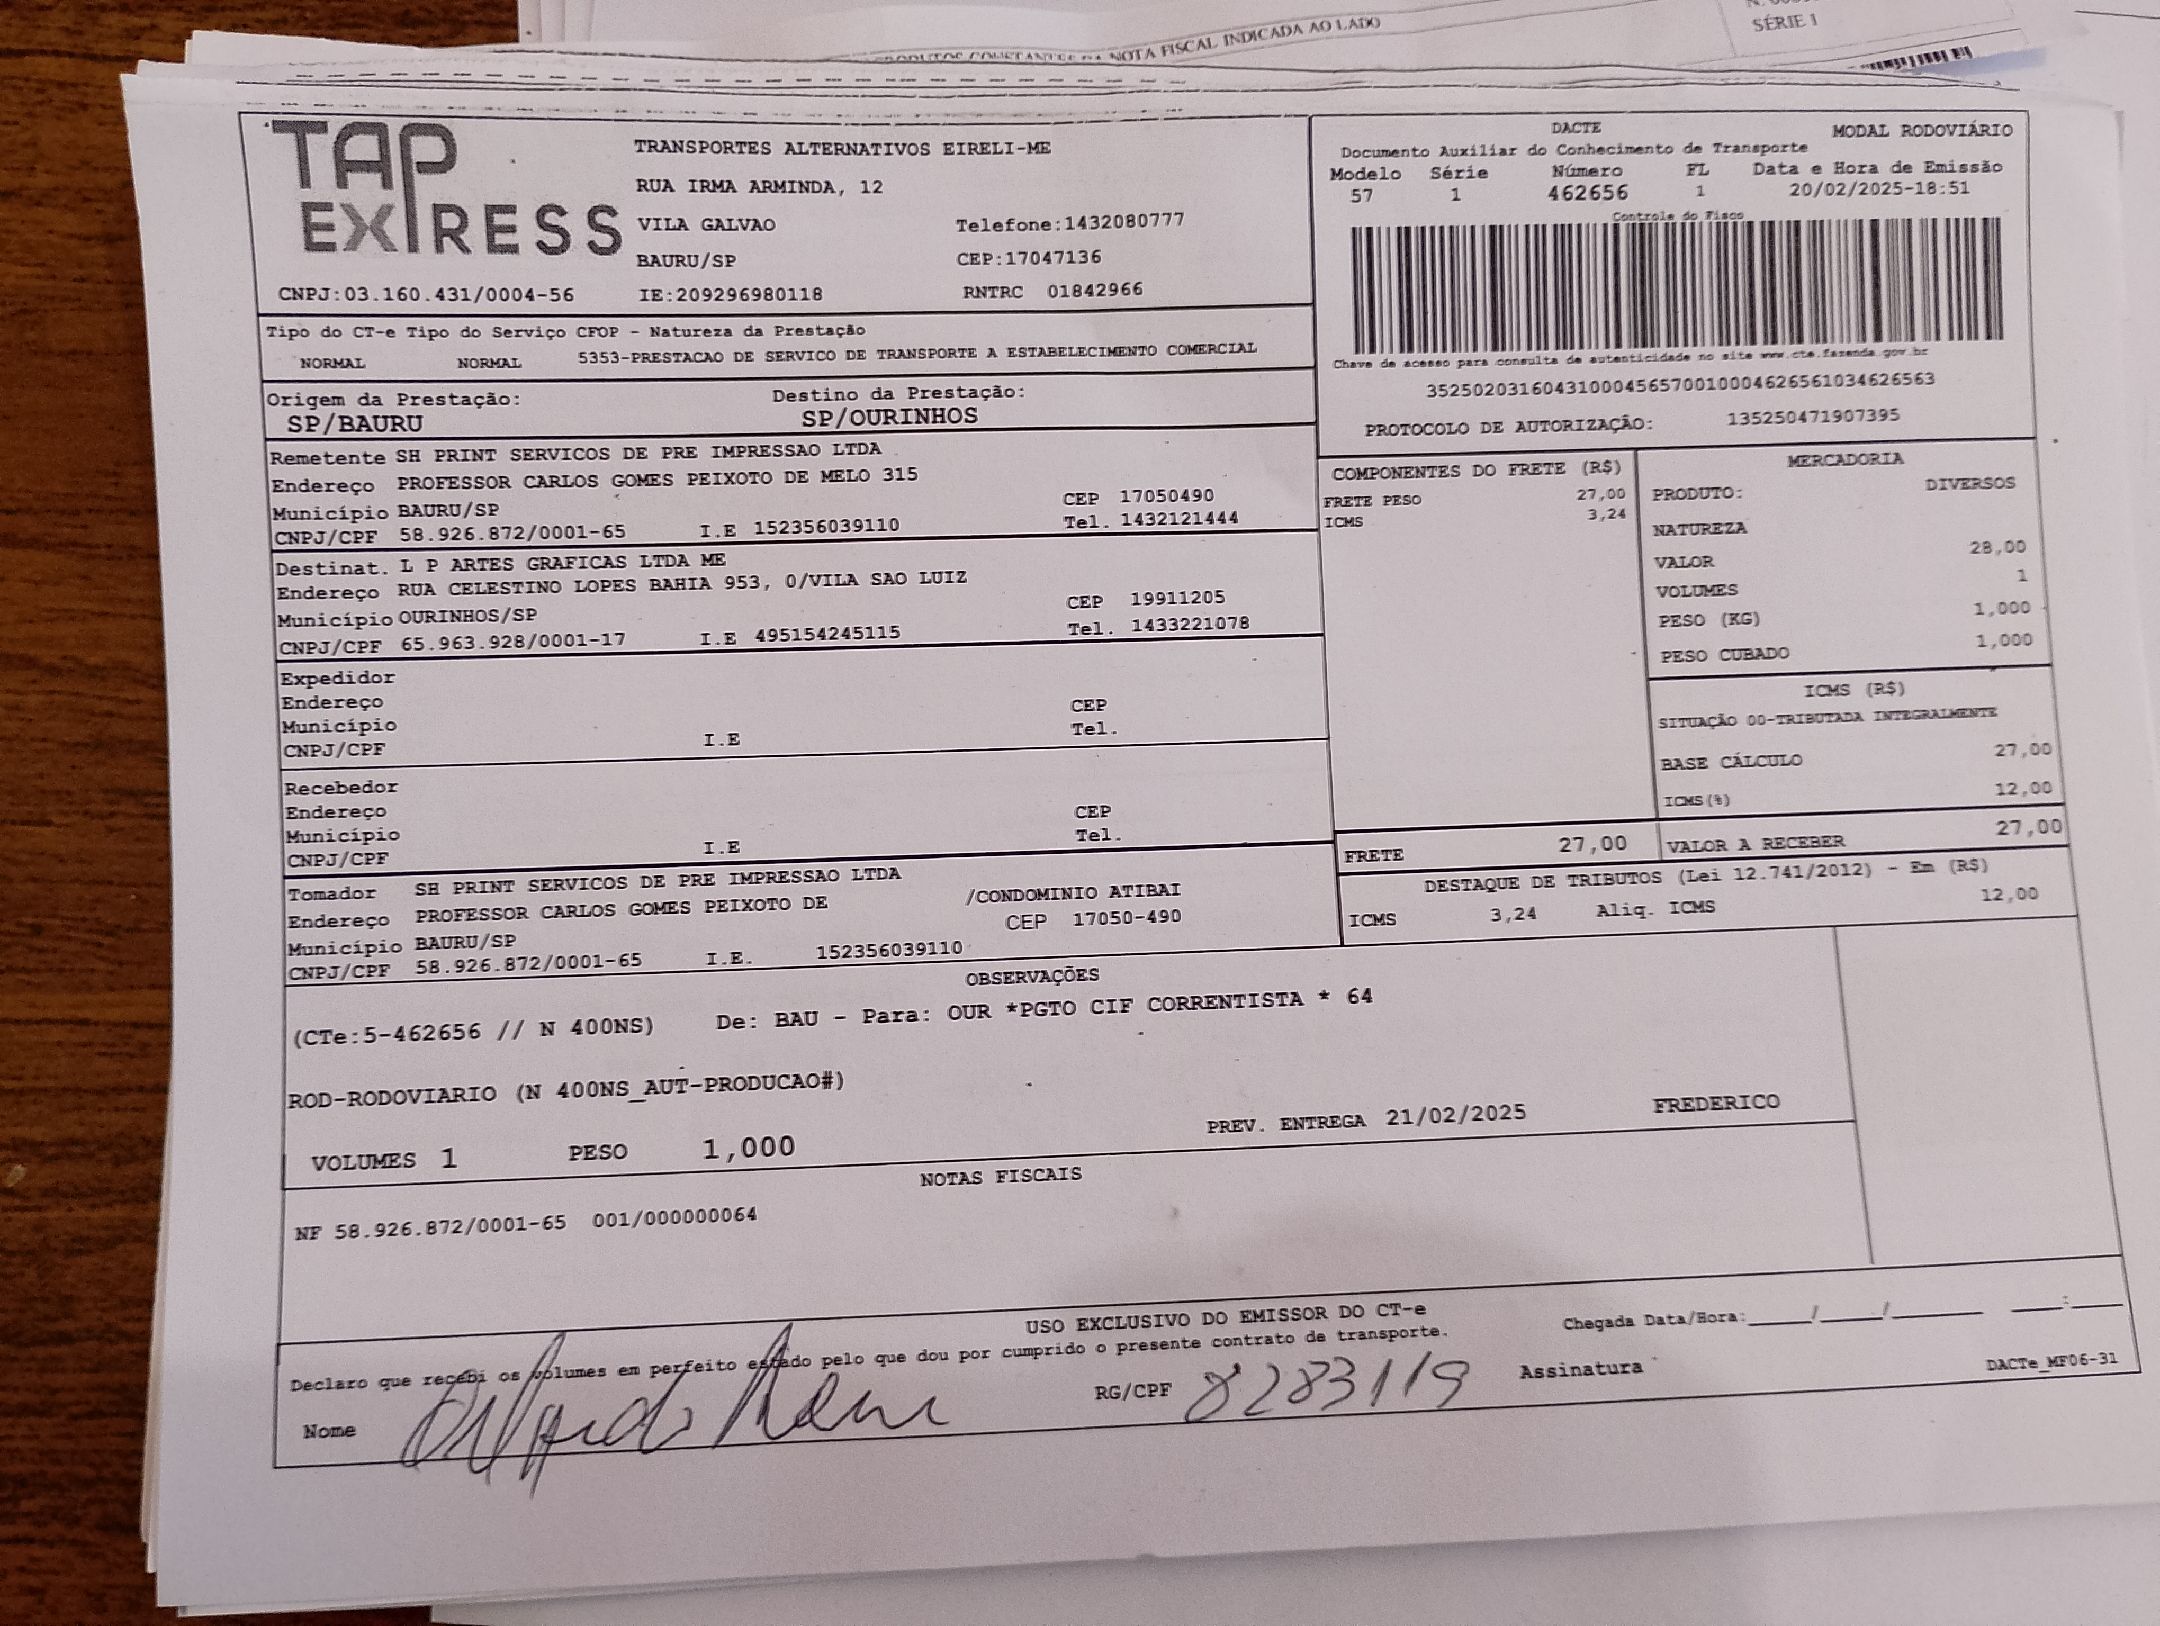 NOTA FISCAL INDICADA AO LADO
SÉRIE 1
TAP
EXPRESS
TRANSPORTES ALTERNATIVOS EIRELI-ME
RUA IRMA ARMINDA, 12
VILA GALVAO Telefone:1432080777
BAURU/SP CEP:17047136
CNPJ:03.160.431/0004-56 IE:209296980118 RNTRC 01842966
DACTE MODAL RODOVIÁRIO
Documento Auxiliar do Conhecimento de Transporte
Modelo Série Número FL Data e Hora de Emissão
57 1 462656 1 20/02/2025-18:51
Controle do Fisco
Chave de acesso para consulta de autenticidade no site www.cte.fazenda.gov.br
35250203160431000456570010004626561034626563
PROTOCOLO DE AUTORIZAÇÃO: 135250471907395
Tipo do CT-e Tipo do Serviço CFOP - Natureza da Prestação
NORMAL NORMAL 5353-PRESTACAO DE SERVICO DE TRANSPORTE A ESTABELECIMENTO COMERCIAL
Origem da Prestação: Destino da Prestação:
SP/BAURU SP/OURINHOS
Remetente SH PRINT SERVICOS DE PRE IMPRESSAO LTDA
Endereço PROFESSOR CARLOS GOMES PEIXOTO DE MELO 315
Município BAURU/SP CEP 17050490
CNPJ/CPF 58.926.872/0001-65 I.E 152356039110 Tel. 1432121444
Destinat. L P ARTES GRAFICAS LTDA ME
Endereço RUA CELESTINO LOPES BAHIA 953, 0/VILA SAO LUIZ
Município OURINHOS/SP CEP 19911205
CNPJ/CPF 65.963.928/0001-17 I.E 495154245115 Tel. 1433221078
Expedidor
Endereço
Município CEP
CNPJ/CPF I.E Tel.
Recebedor
Endereço
Município CEP
CNPJ/CPF I.E Tel.
Tomador SH PRINT SERVICOS DE PRE IMPRESSAO LTDA
Endereço PROFESSOR CARLOS GOMES PEIXOTO DE /CONDOMINIO ATIBAI
Município BAURU/SP CEP 17050-490
CNPJ/CPF 58.926.872/0001-65 I.E. 152356039110
COMPONENTES DO FRETE (R$)
FRETE PESO 27,00
ICMS 3,24
MERCADORIA
PRODUTO: DIVERSOS
NATUREZA
VALOR 28,00
VOLUMES 1
PESO (KG) 1,000
PESO CUBADO 1,000
ICMS (R$)
SITUAÇÃO 00-TRIBUTADA INTEGRALMENTE
BASE CÁLCULO 27,00
ICMS(%) 12,00
FRETE 27,00 VALOR A RECEBER 27,00
DESTAQUE DE TRIBUTOS (Lei 12.741/2012) - Em (R$)
ICMS 3,24 Aliq. ICMS 12,00
OBSERVAÇÕES
(CTe:5-462656 // N 400NS) De: BAU - Para: OUR *PGTO CIF CORRENTISTA * 64
ROD-RODOVIARIO (N 400NS_AUT-PRODUCAO#)
VOLUMES 1 PESO 1,000 PREV. ENTREGA 21/02/2025 FREDERICO
NOTAS FISCAIS
NF 58.926.872/0001-65 001/000000064
USO EXCLUSIVO DO EMISSOR DO CT-e
Declaro que recebi os volumes em perfeito estado pelo que dou por cumprido o presente contrato de transporte.
Chegada Data/Hora:_____/_____/_______ ____:____
Nome RG/CPF 8283119 Assinatura
DACTe_MF06-31